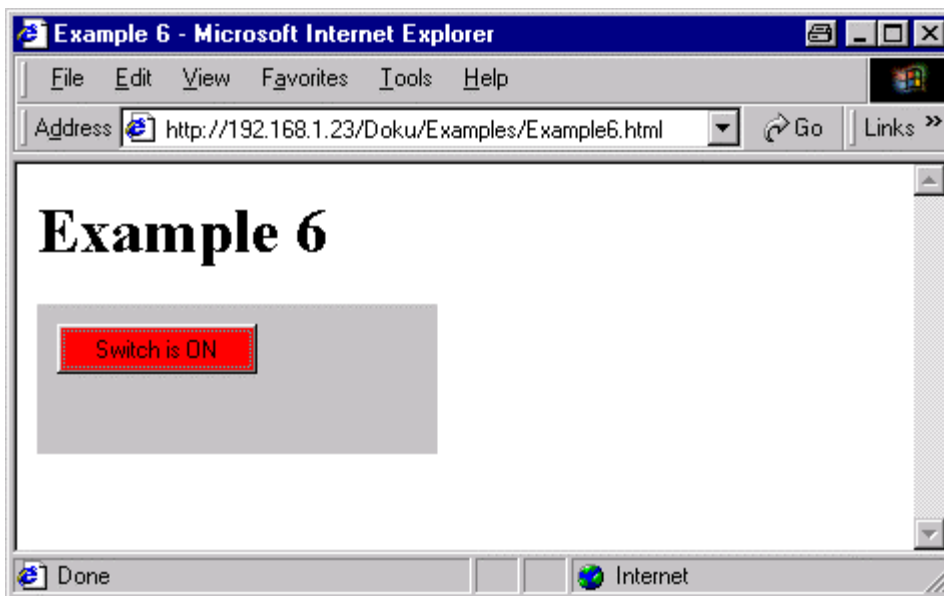 Example 6 - Microsoft Internet Explorer
File Edit View Favorites Tools Help
Address http://192.168.1.23/Doku/Examples/Example6.html Go Links »
Example 6
Switch is ON
Done Internet